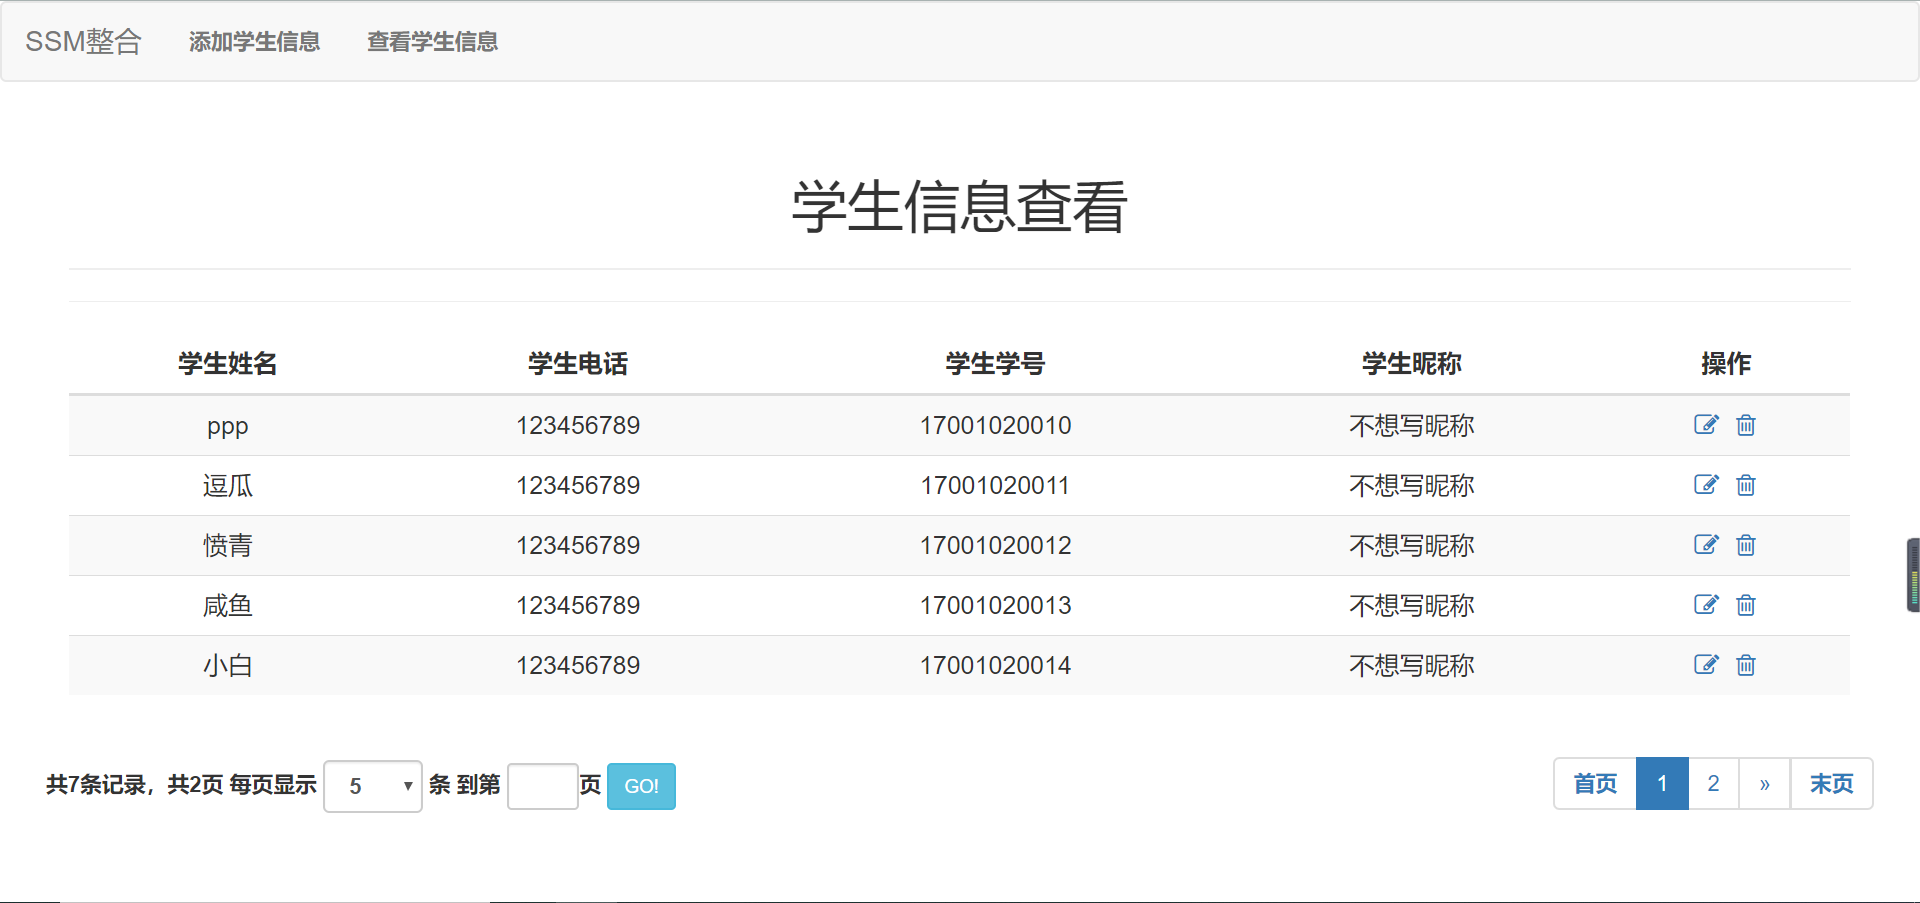 SSM整合 添加学生信息 查看学生信息
学生信息查看
学生姓名 学生电话 学生学号 学生昵称 操作
ppp 123456789 17001020010 不想写昵称
逗瓜 123456789 17001020011 不想写昵称
愤青 123456789 17001020012 不想写昵称
咸鱼 123456789 17001020013 不想写昵称
小白 123456789 17001020014 不想写昵称
共7条记录，共2页 每页显示 5 条 到第 页 GO! 首页 1 2 » 末页